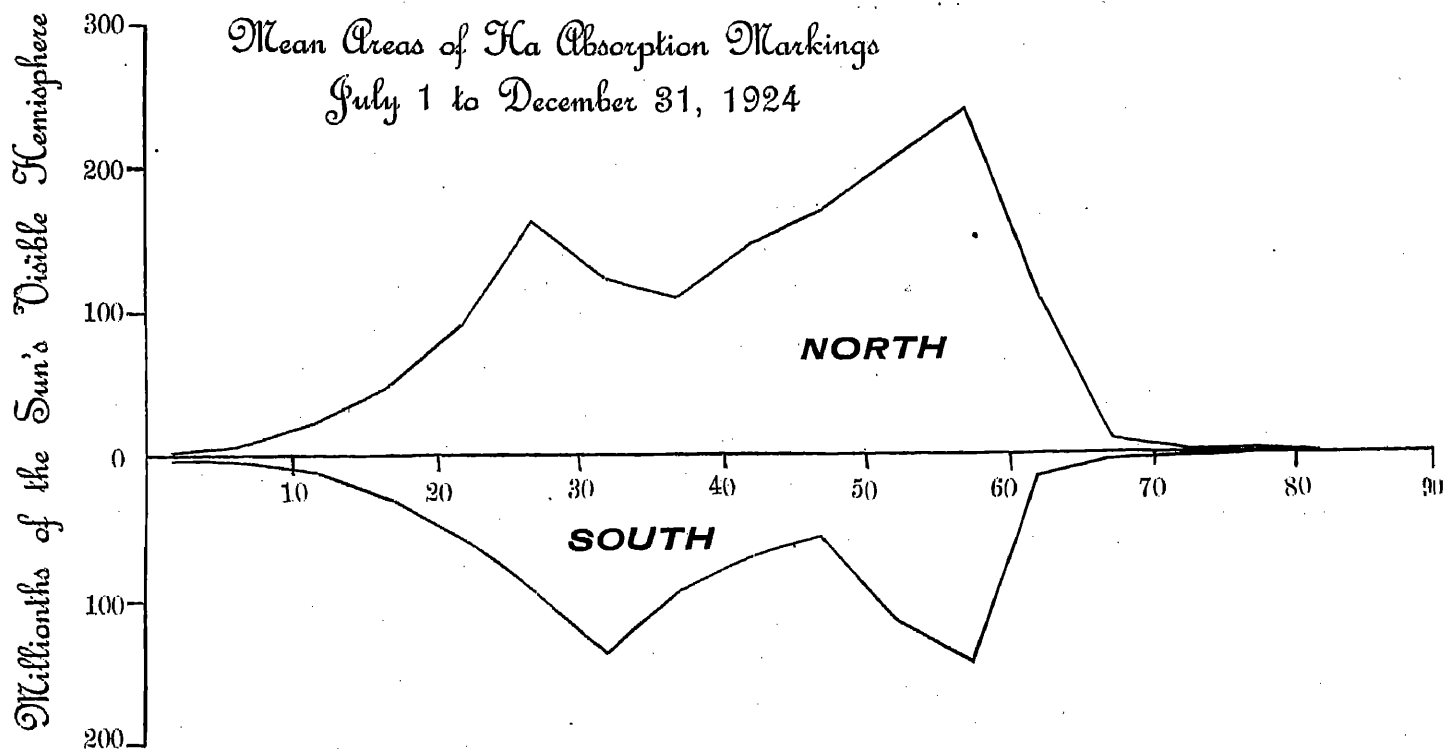 Mean Areas of Ha Absorption Markings
July 1 to December 31, 1924
Millionths of the Sun's Visible Hemisphere
300
200
100
0
100
200
10 20 30 40 50 60 70 80 90
NORTH
SOUTH